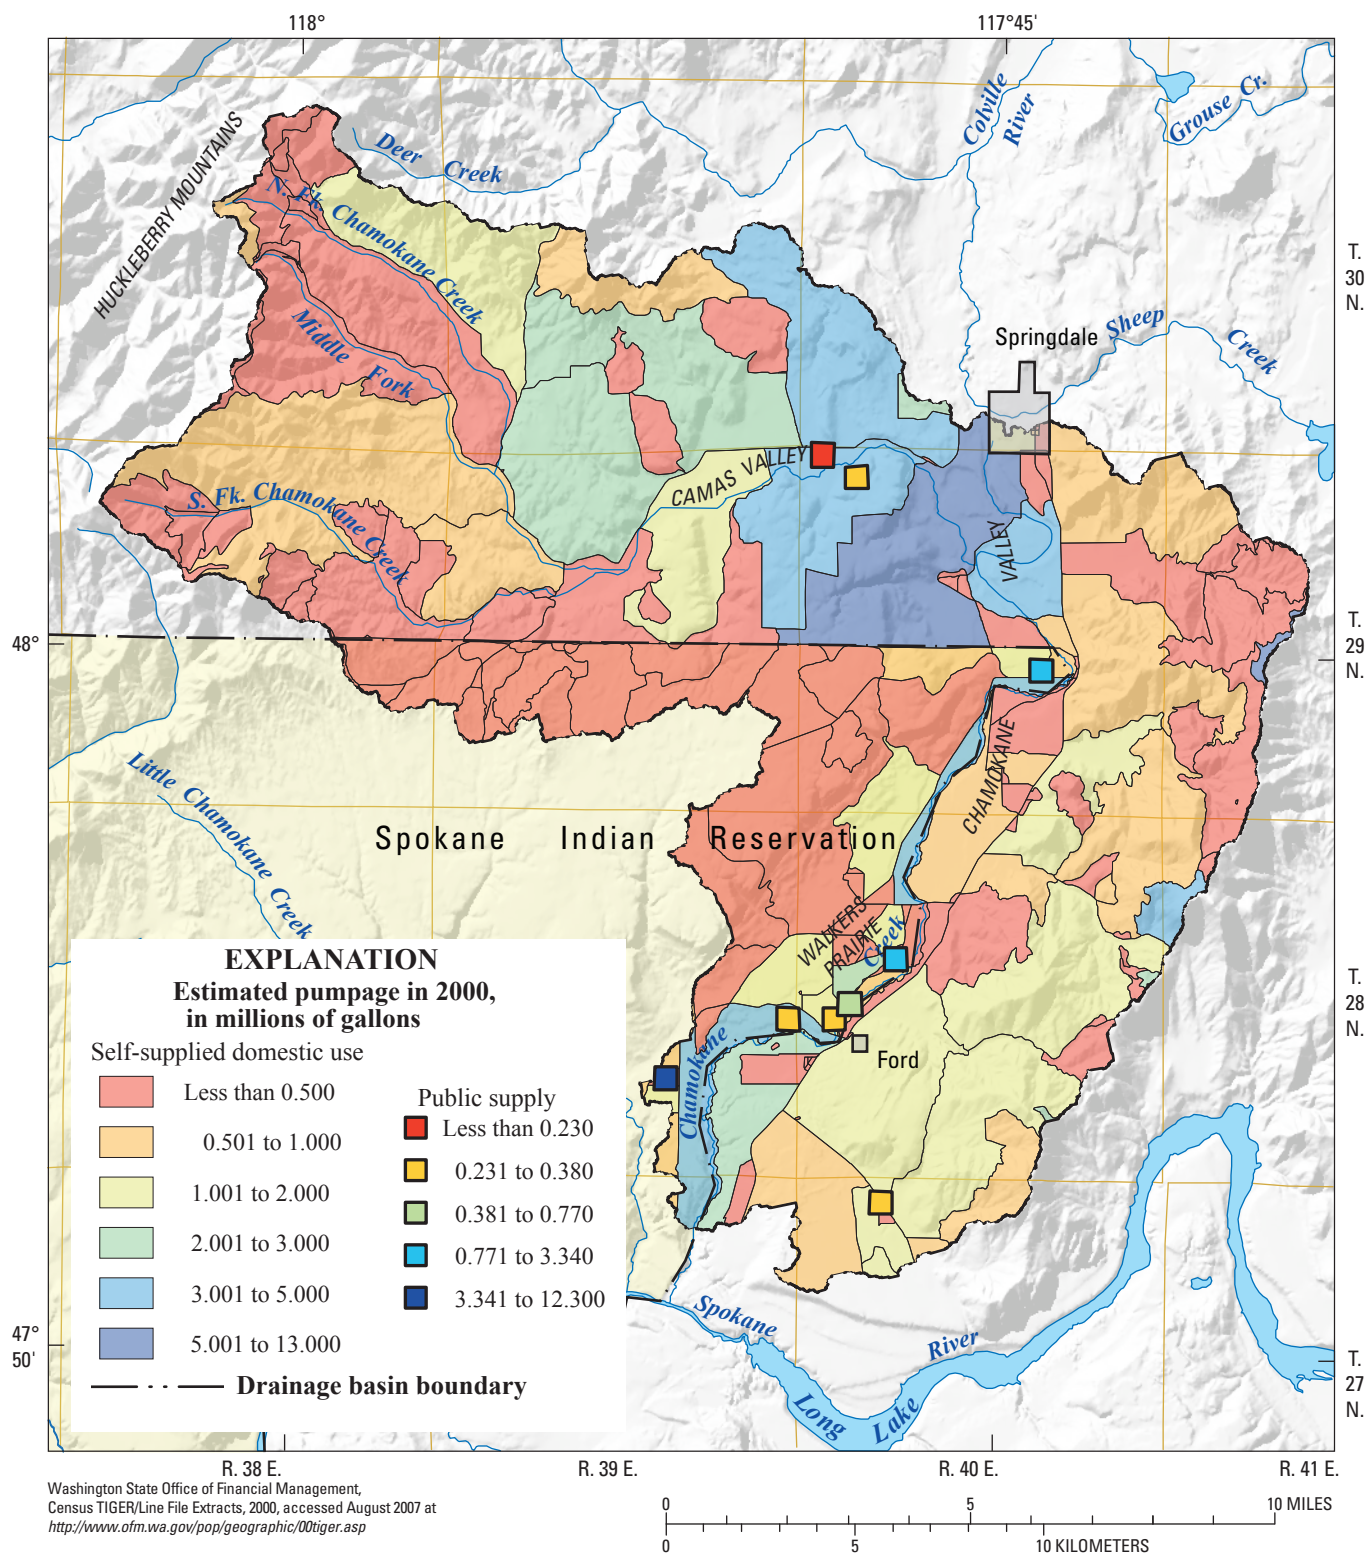 118°
117°45'
Colville
River
Grouse Cr.
Deer Creek
HUCKLEBERRY MOUNTAINS
N. Fk. Chamokane Creek
T.
30
N.
Middle Fork
Springdale
Sheep Creek
CAMAS VALLEY
S. Fk. Chamokane Creek
VALLEY
48°
T.
29
N.
CHAMOKANE
Little Chamokane Creek
Spokane Indian Reservation
WALKERS
PRAIRIE
Creek
T.
28
N.
Chamokane
Ford
EXPLANATION
Estimated pumpage in 2000,
in millions of gallons
Self-supplied domestic use
Less than 0.500
0.501 to 1.000
1.001 to 2.000
2.001 to 3.000
3.001 to 5.000
5.001 to 13.000
Public supply
Less than 0.230
0.231 to 0.380
0.381 to 0.770
0.771 to 3.340
3.341 to 12.300
Drainage basin boundary
47°
50'
Spokane River
Long Lake
T.
27
N.
R. 38 E.
R. 39 E.
R. 40 E.
R. 41 E.
Washington State Office of Financial Management,
Census TIGER/Line File Extracts, 2000, accessed August 2007 at
http://www.ofm.wa.gov/pop/geographic/00tiger.asp
0 5 10 MILES
0 5 10 KILOMETERS